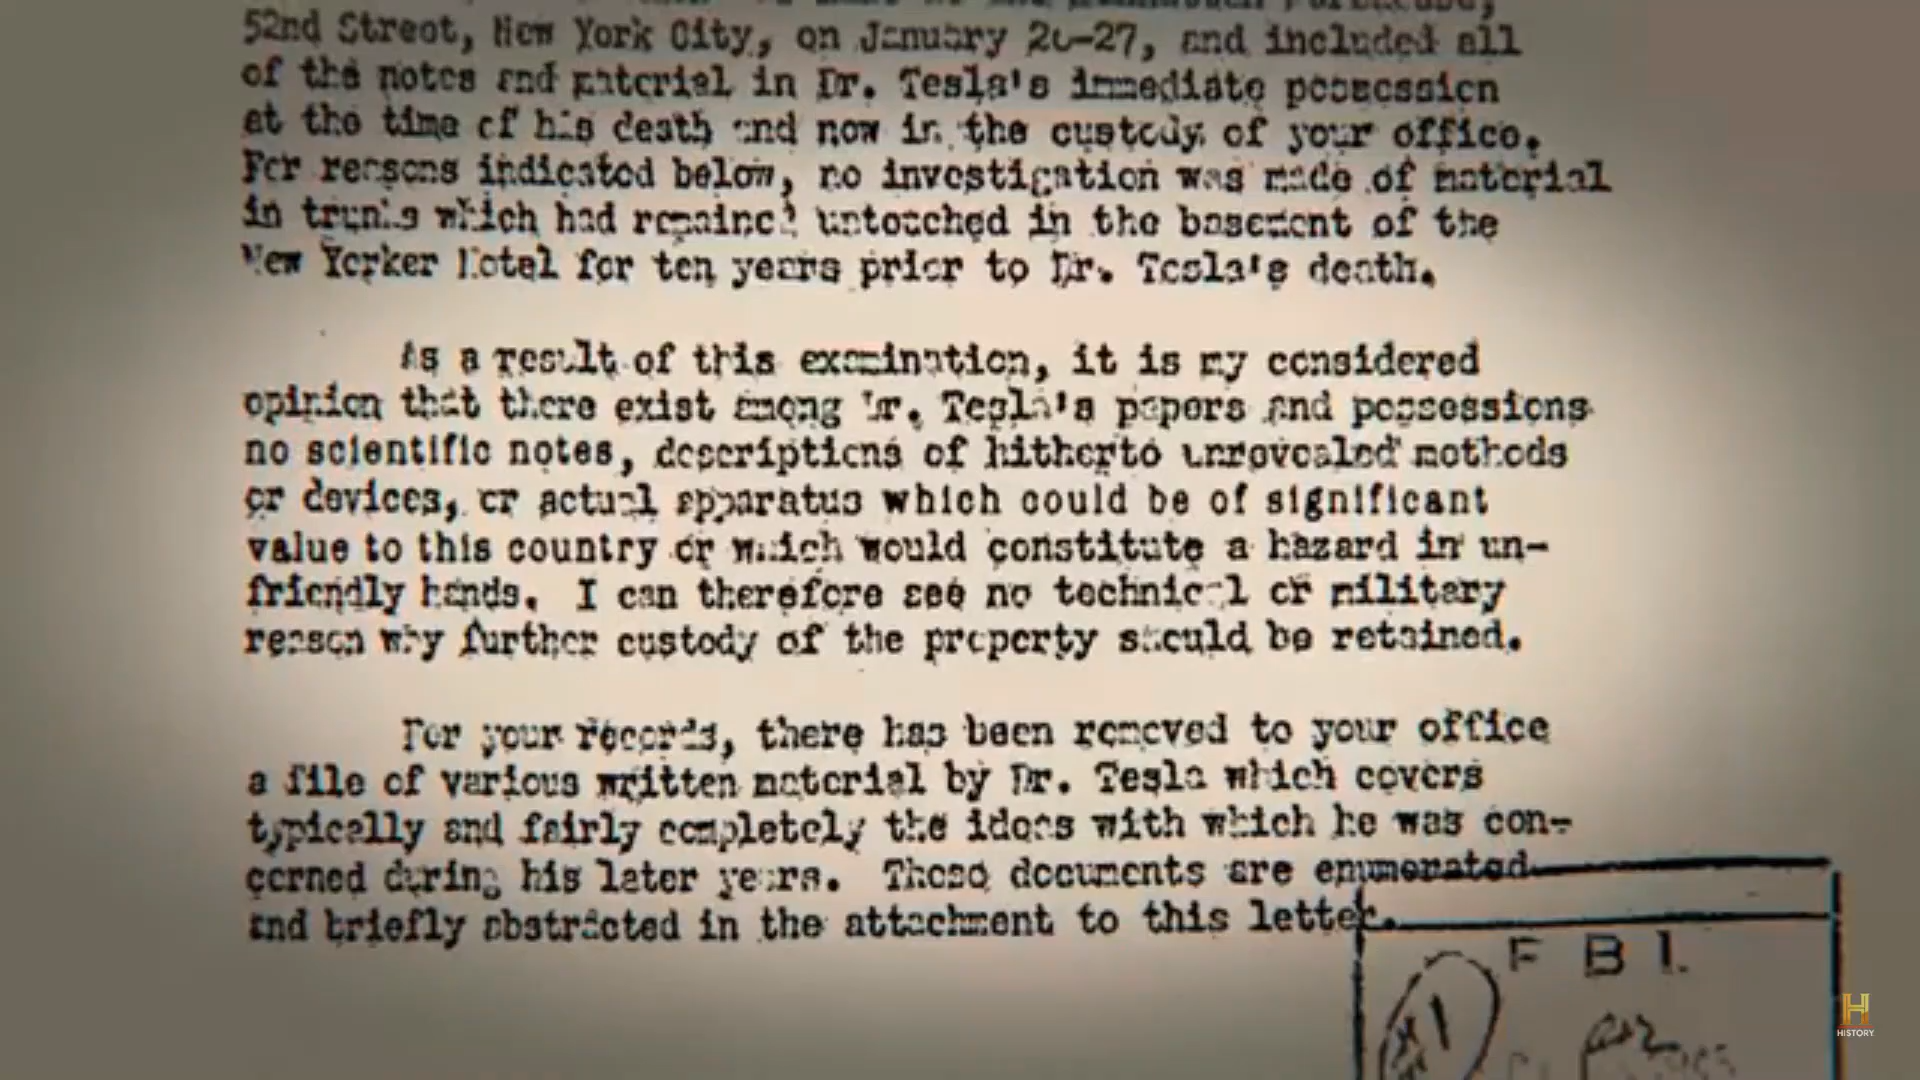 52nd Street, New York City, on January 26-27, and included all
of the notes and material in Dr. Tesla's immediate possession
at the time of his death and now in the custody of your office.
For reasons indicated below, no investigation was made of material
in trunks which had remained untouched in the basement of the
New Yorker Hotel for ten years prior to Dr. Tesla's death.
As a result of this examination, it is my considered
opinion that there exist among Dr. Tesla's papers and possessions
no scientific notes, descriptions of hitherto unrevealed methods
or devices, or actual apparatus which could be of significant
value to this country or which would constitute a hazard in un-
friendly hands. I can therefore see no technical or military
reason why further custody of the property should be retained.
For your records, there has been removed to your office
a file of various written material by Dr. Tesla which covers
typically and fairly completely the ideas with which he was con-
cerned during his later years. These documents are enumerated
and briefly abstracted in the attachment to this letter.
F B I.
H
HISTORY